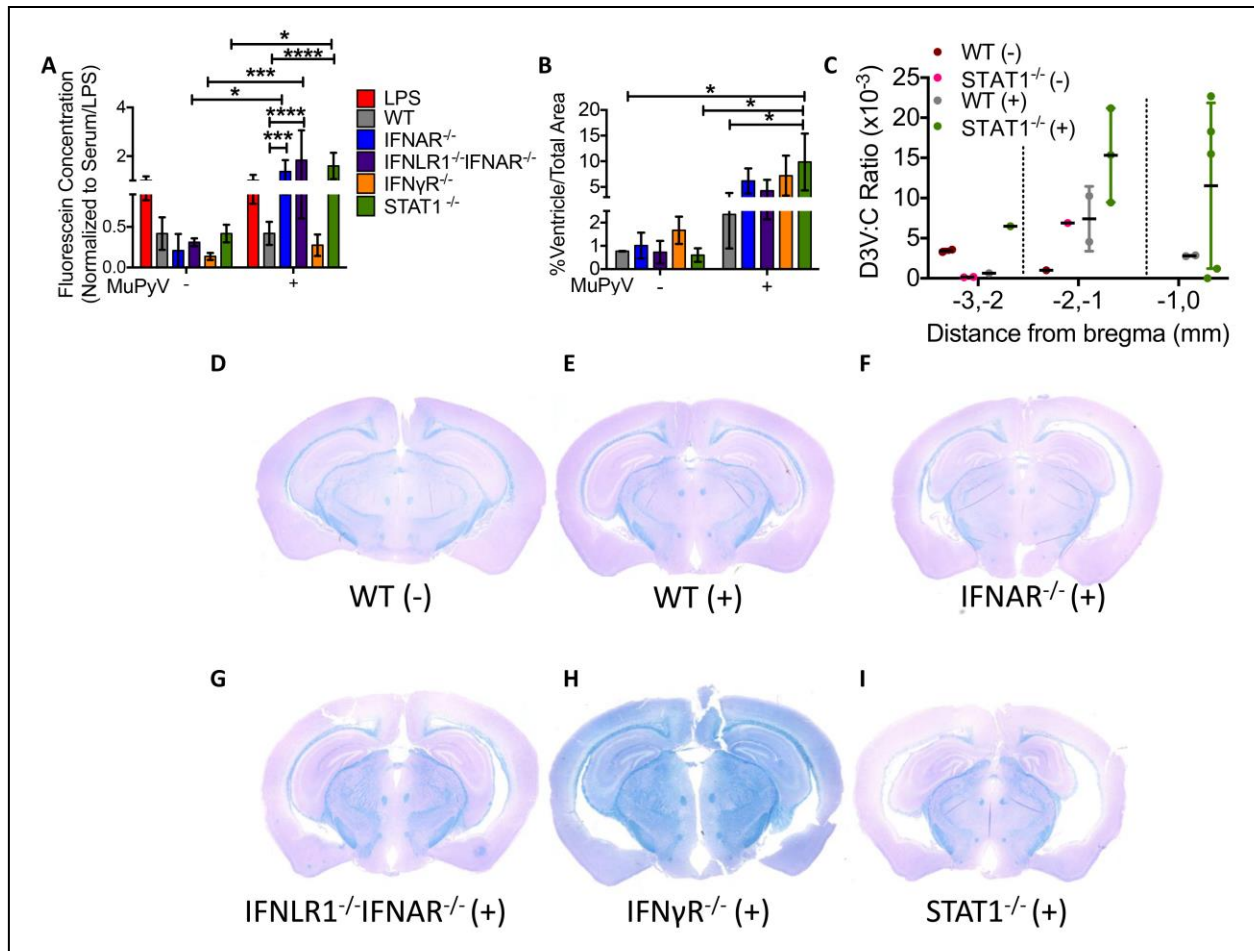 A
Fluorescein Concentration
(Normalized to Serum/LPS)
4
2
0.5
0.0
MuPyV - +
*
****
***
*
****
***
LPS
WT
IFNAR-/-
IFNLR1-/-IFNAR-/-
IFNγR-/-
STAT1 -/-
B
%Ventricle/Total Area
20
15
10
5
2
1
0
MuPyV - +
*
*
*
C
WT (-)
STAT1-/- (-)
WT (+)
STAT1-/- (+)
D3V:C Ratio (x10-3)
25
20
15
10
5
0
-3,-2 -2,-1 -1,0
Distance from bregma (mm)
D E F
WT (-) WT (+) IFNAR-/- (+)
G H I
IFNLR1-/-IFNAR-/- (+) IFNγR-/- (+) STAT1-/- (+)